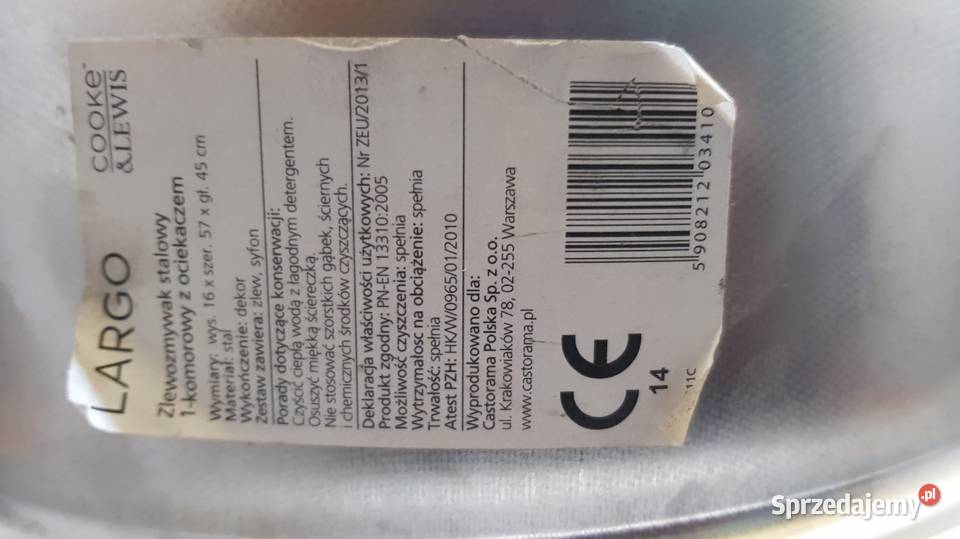 LARGO
COOKE
&LEWIS
Zlewozmywak stalowy
1-komorowy z ociekaczem
Wymiary: wys. 16 x szer. 57 x gł. 45 cm
Materiał: stal
Wykończenie: dekor
Zestaw zawiera: zlew, syfon
Porady dotyczące konserwacji:
Czyścić ciepłą wodą z łagodnym detergentem.
Osuszyć miękką ściereczką.
Nie stosować szorstkich gąbek, ściernych
i chemicznych środków czyszczących.
Deklaracja właściwości użytkowych: Nr ZEU/2013/1
Produkt zgodny: PN-EN 13310:2005
Możliwość czyszczenia: spełnia
Wytrzymałosc na obciążenie: spełnia
Trwałość: spełnia
Atest PZH: HK/W/0965/01/2010
Wyprodukowano dla:
Castorama Polska Sp. z o.o.
ul. Krakowiaków 78, 02-255 Warszawa
www.castorama.pl
CE
14
11C
5 908212 03410
Sprzedajemy.pl